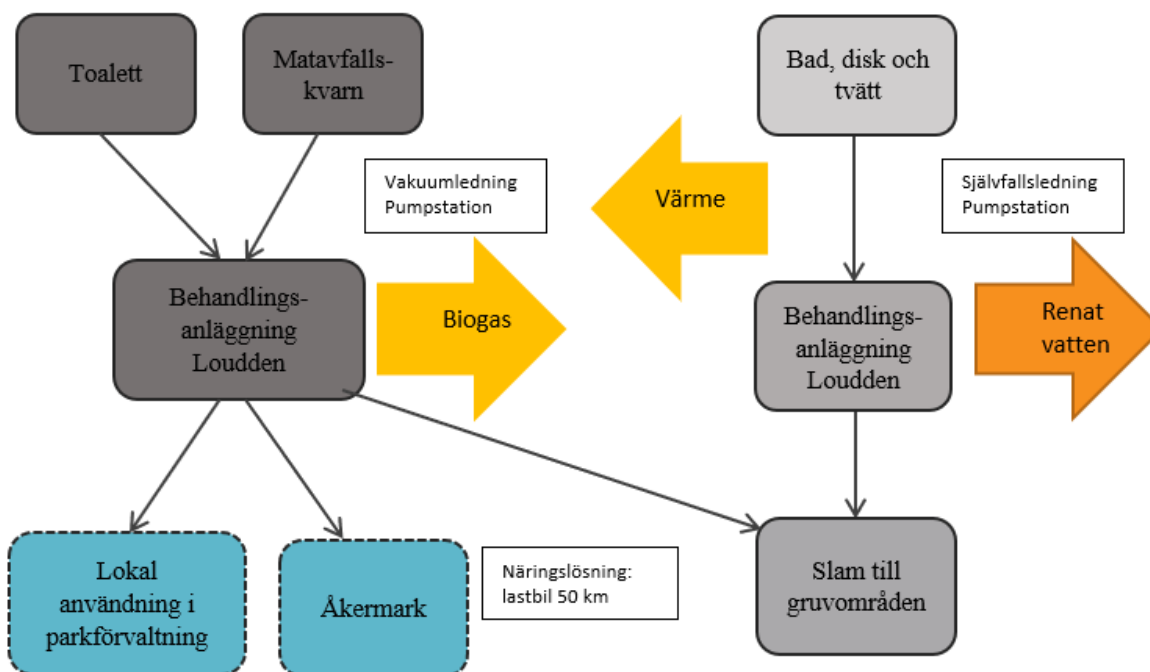 Toalett
Matavfalls-
kvarn
Bad, disk och
tvätt
Vakuumledning
Pumpstation
Värme
Självfallsledning
Pumpstation
Behandlings-
anläggning
Loudden
Biogas
Behandlings-
anläggning
Loudden
Renat
vatten
Lokal
användning i
parkförvaltning
Åkermark
Näringslösning:
lastbil 50 km
Slam till
gruvområden